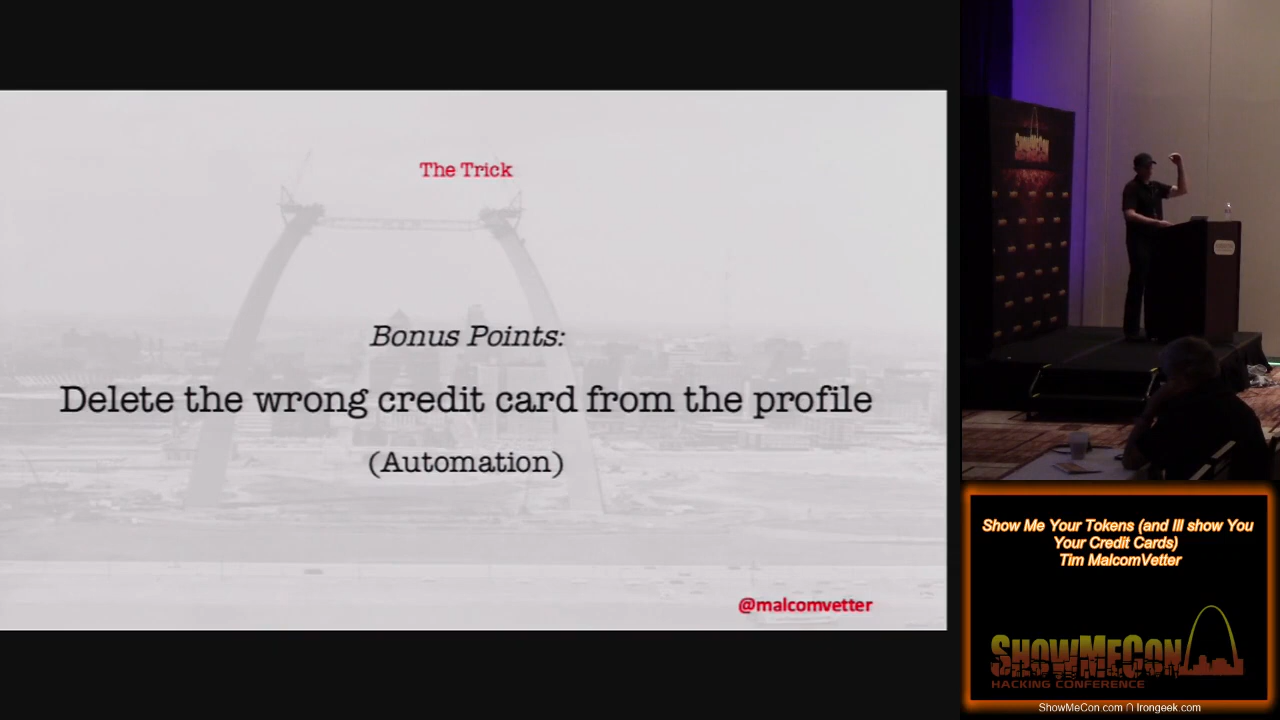 The Trick
Bonus Points:
Delete the wrong credit card from the profile
(Automation)
@malcomvetter
ShowMeCon
Show Me Your Tokens (and Ill show You
Your Credit Cards)
Tim MalcomVetter
ShowMeCon
HACKING CONFERENCE
ShowMeCon.com ∩ Irongeek.com